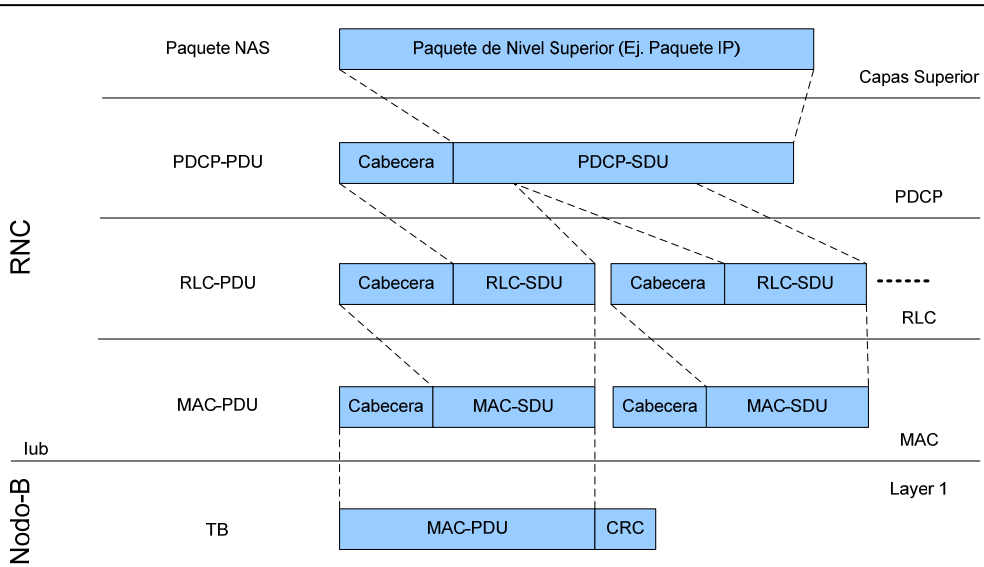 Paquete NAS
Paquete de Nivel Superior (Ej. Paquete IP)
Capas Superior
RNC
PDCP-PDU
Cabecera
PDCP-SDU
PDCP
RLC-PDU
Cabecera
RLC-SDU
Cabecera
RLC-SDU
RLC
MAC-PDU
Cabecera
MAC-SDU
Cabecera
MAC-SDU
MAC
Iub
Nodo-B
Layer 1
TB
MAC-PDU
CRC